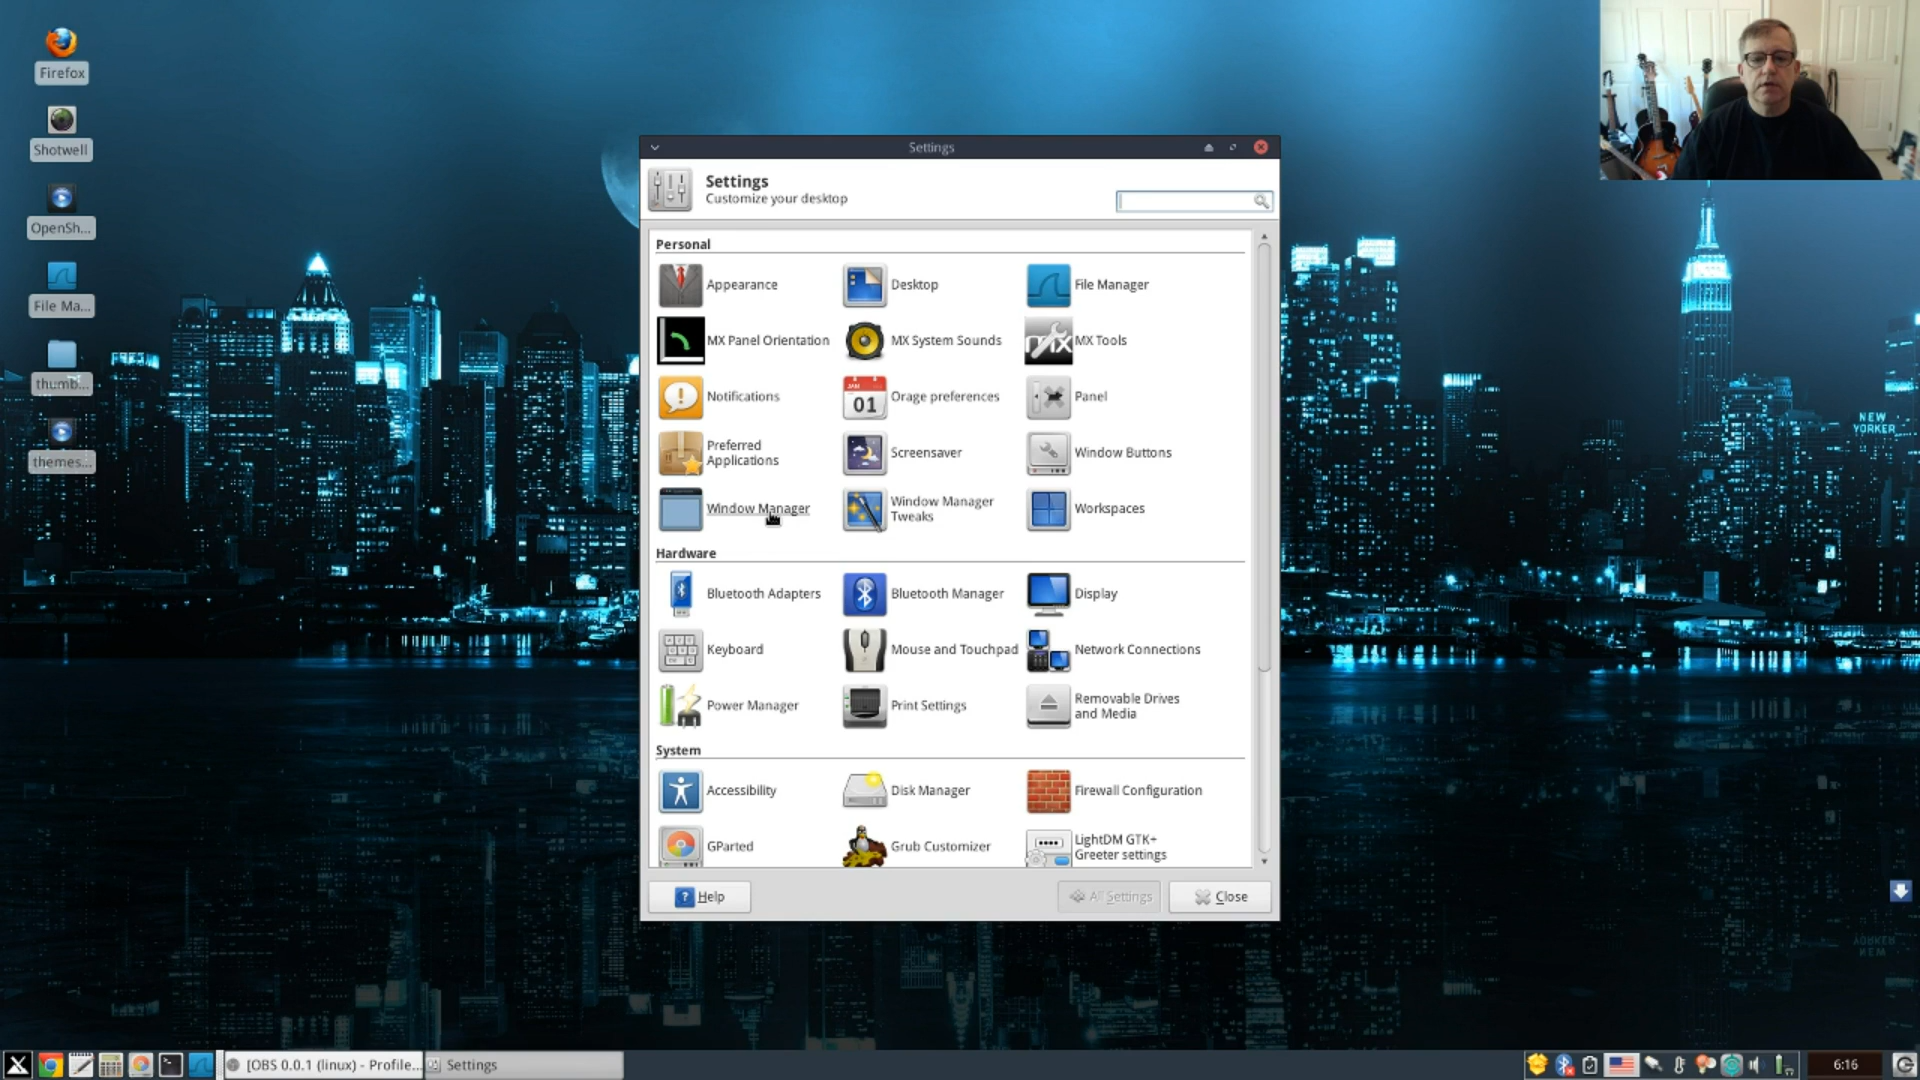 Firefox
Shotwell
OpenSh...
File Ma...
thumb...
themes...
Settings
Settings
Customize your desktop
Personal
Appearance
Desktop
File Manager
MX Panel Orientation
MX System Sounds
MX Tools
Notifications
JAN
01
Orage preferences
Panel
Preferred
Applications
Screensaver
Window Buttons
Window Manager
Window Manager
Tweaks
Workspaces
Hardware
Bluetooth Adapters
Bluetooth Manager
Display
Keyboard
Mouse and Touchpad
Network Connections
Power Manager
Print Settings
Removable Drives
and Media
System
Accessibility
Disk Manager
Firewall Configuration
GParted
Grub Customizer
LightDM GTK+
Greeter settings
? Help
All Settings
Close
NEW
YORKER
[OBS 0.0.1 (linux) - Profile...
Settings
6:16